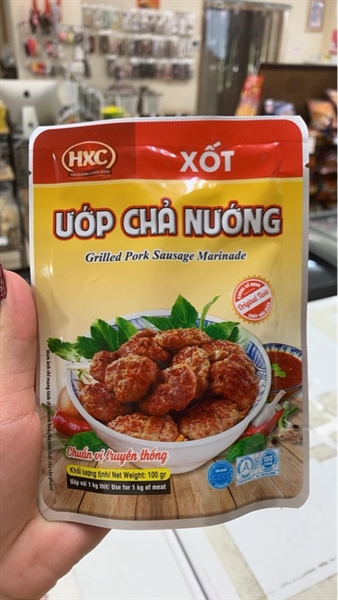 HXC
XỐT
ƯỚP CHẢ NƯỚNG
Grilled Pork Sausage Marinade
Original Taste
Chuẩn vị truyền thống
Khối lượng tịnh/ Net Weight: 100 gr
Ướp với 1 kg thịt/ Use for 1 kg of meat
ISO